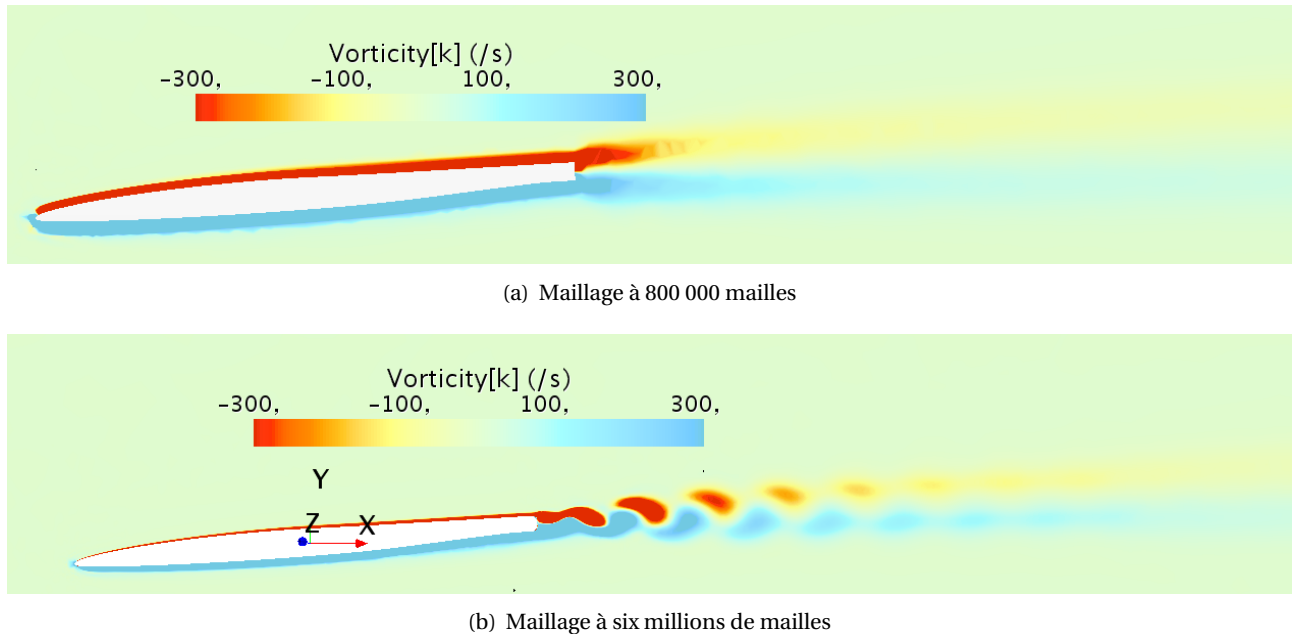 Vorticity[k] (/s)
-300, -100, 100, 300,
(a) Maillage à 800 000 mailles
Vorticity[k] (/s)
-300, -100, 100, 300,
Y
Z X
(b) Maillage à six millions de mailles